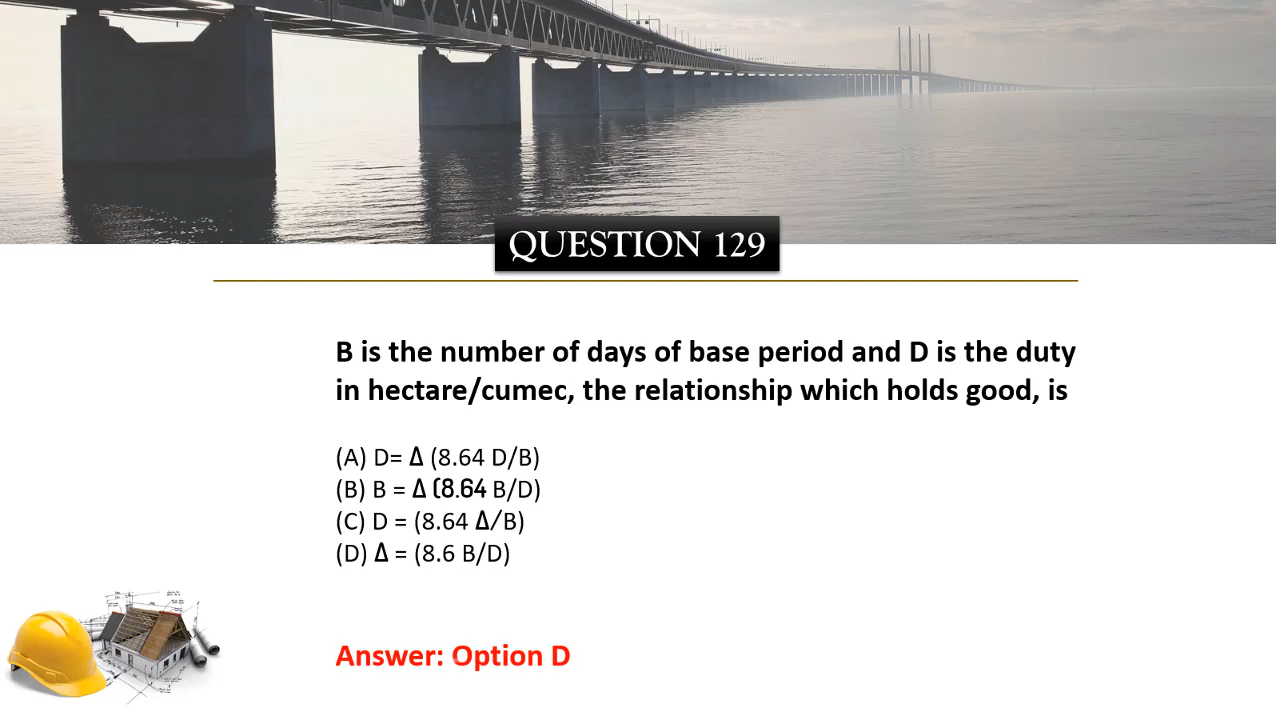 QUESTION 129
B is the number of days of base period and D is the duty
in hectare/cumec, the relationship which holds good, is
(A) D= Δ (8.64 D/B)
(B) B = Δ (8.64 B/D)
(C) D = (8.64 Δ/B)
(D) Δ = (8.6 B/D)
Answer: Option D